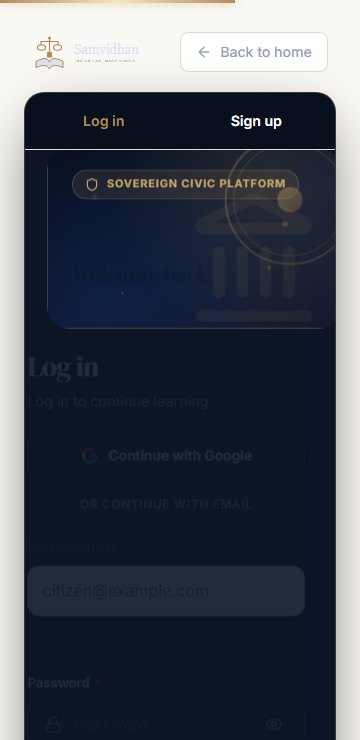 Samvidhan
INDIAN LAW, MADE SIMPLE
Back to home
Log in
Sign up
SOVEREIGN CIVIC PLATFORM
Welcome back
Log in
Log in to continue learning.
Continue with Google
OR CONTINUE WITH EMAIL
Email address
citizen@example.com
Password *
Password